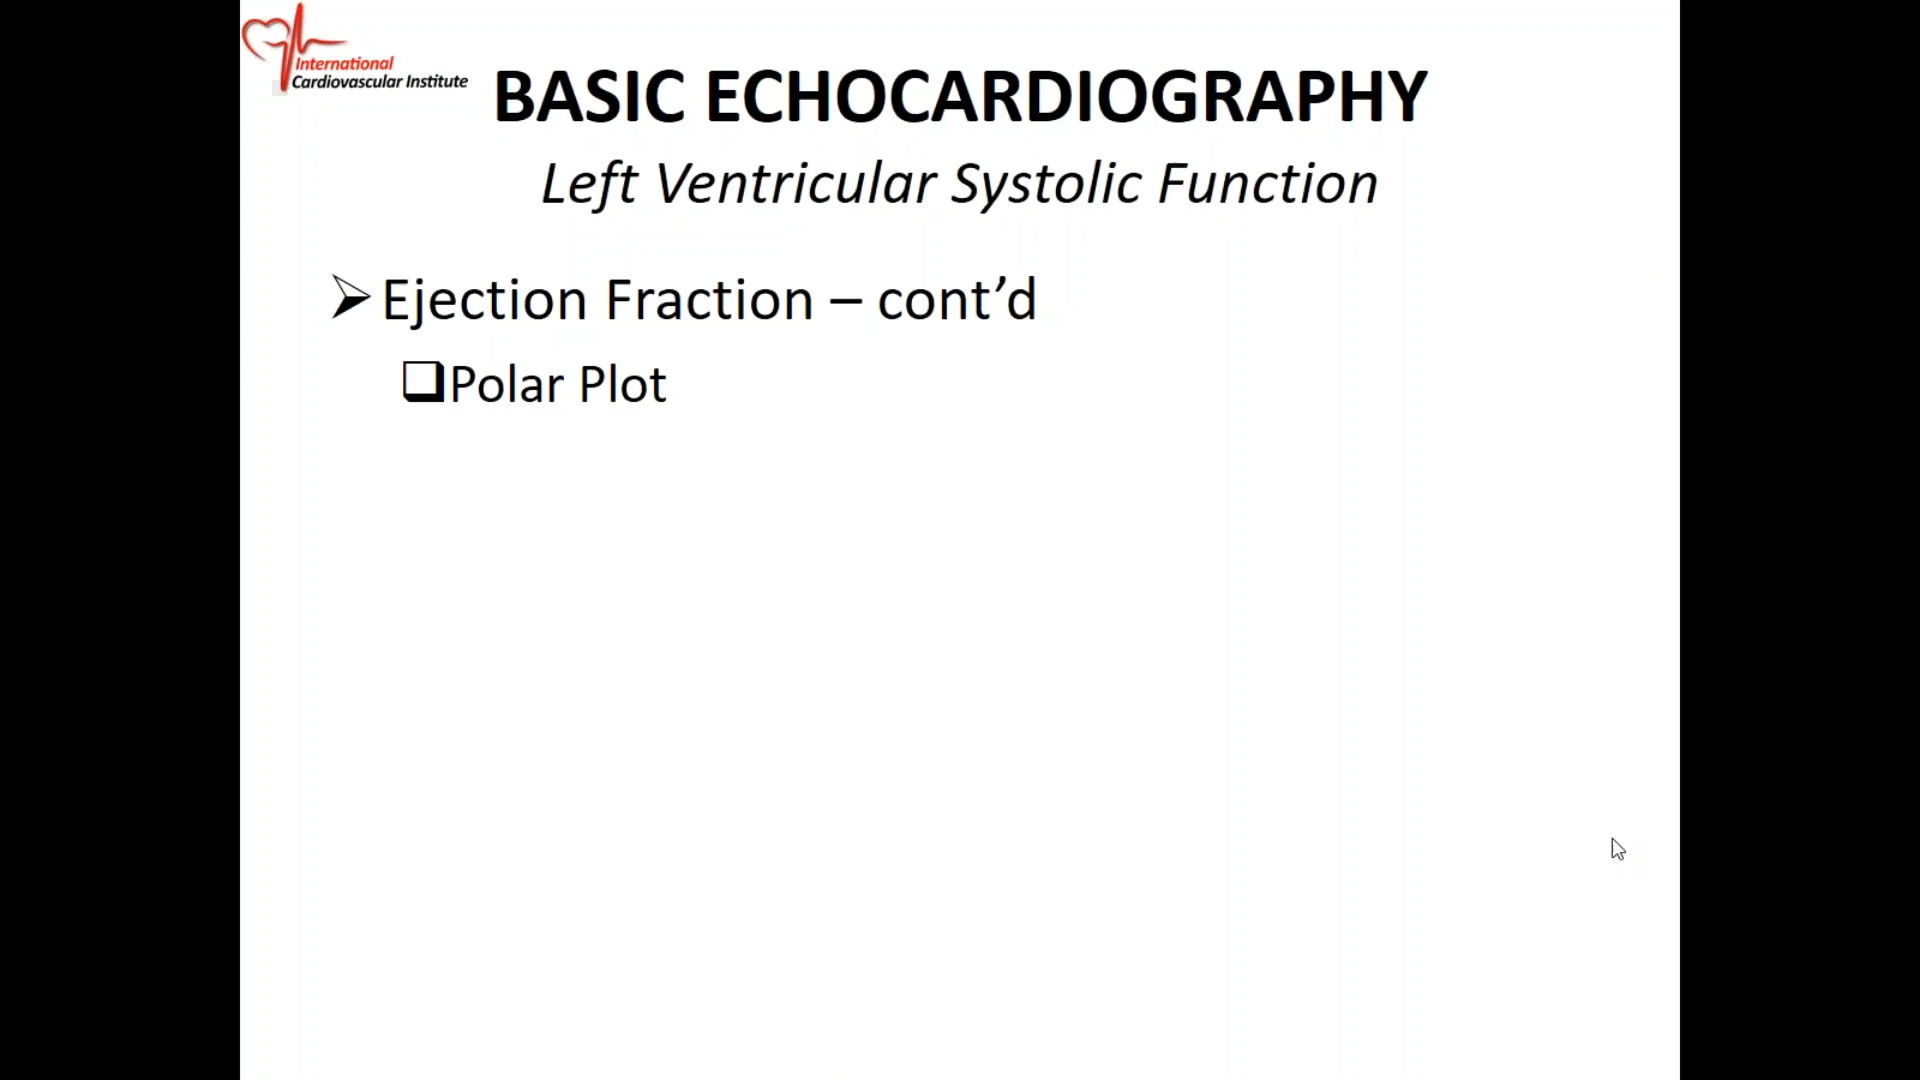 International
Cardiovascular Institute
BASIC ECHOCARDIOGRAPHY
Left Ventricular Systolic Function
Ejection Fraction – cont’d
Polar Plot